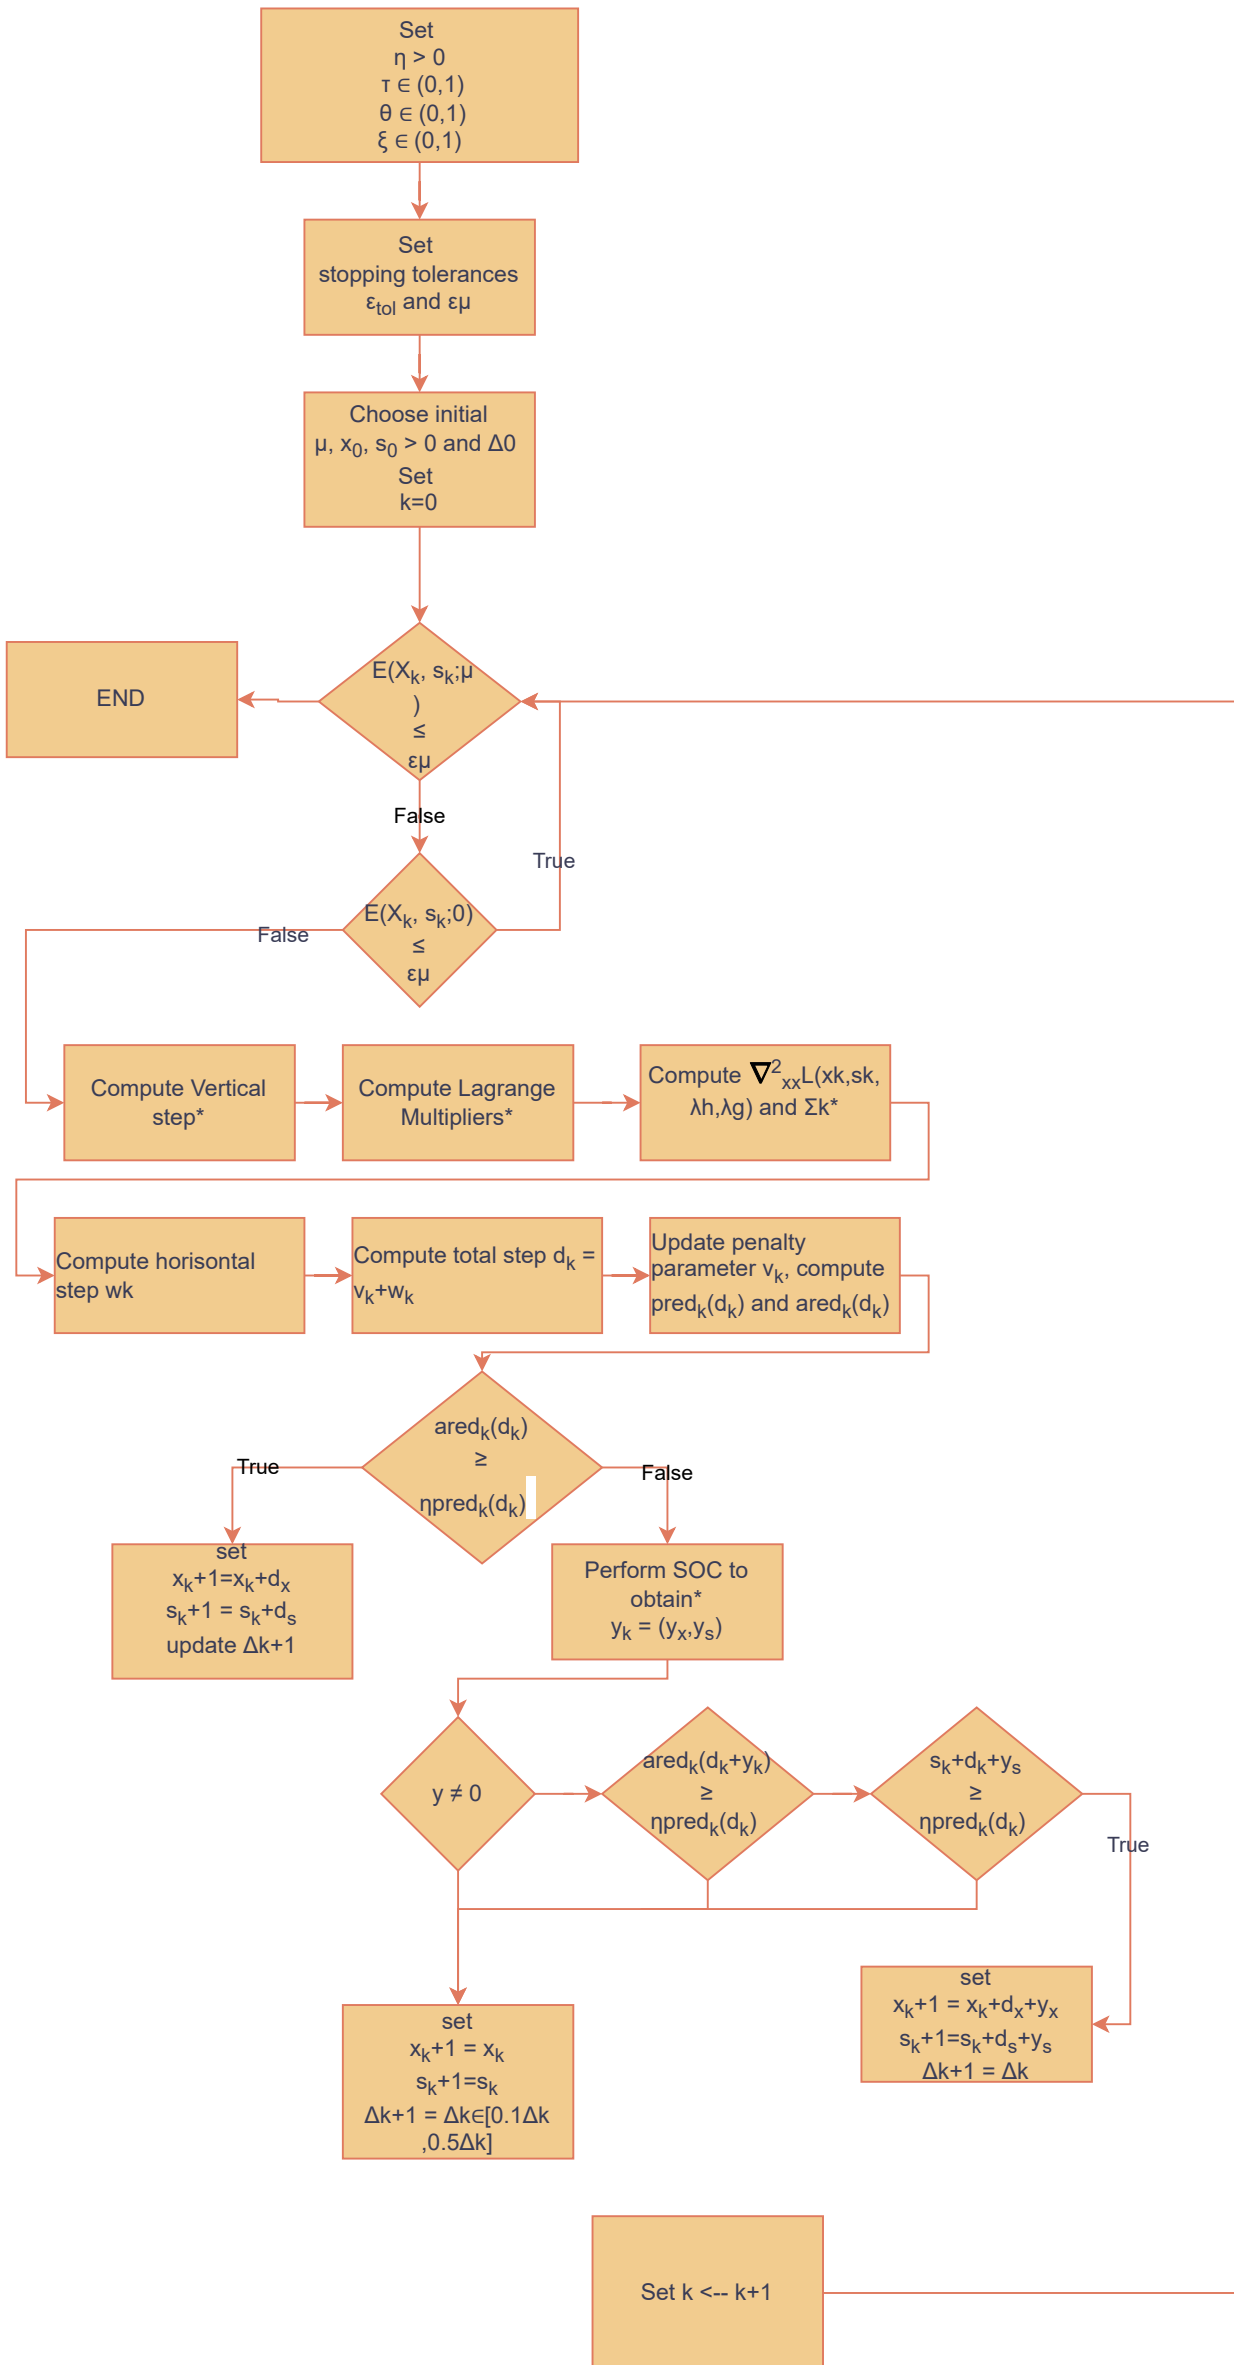 Set
η > 0
τ ∈ (0,1)
θ ∈ (0,1)
ξ ∈ (0,1)
Set
stopping tolerances
ε_tol and εμ
Choose initial
μ, x₀, s₀ > 0 and Δ0
Set
k=0
END
E(Xₖ, sₖ;μ
)
≤
εμ
False
True
E(Xₖ, sₖ;0)
≤
εμ
False
Compute Vertical
step*
Compute Lagrange
Multipliers*
Compute ∇²ₓₓL(xk,sk,
λh,λg) and Σk*
Compute horisontal
step wk
Compute total step dₖ =
vₖ+wₖ
Update penalty
parameter vₖ, compute
predₖ(dₖ) and aredₖ(dₖ)
aredₖ(dₖ)
≥
ηpredₖ(dₖ)
True
False
set
xₖ+1=xₖ+dₓ
sₖ+1 = sₖ+dₛ
update Δk+1
Perform SOC to
obtain*
yₖ = (yₓ,yₛ)
y ≠ 0
aredₖ(dₖ+yₖ)
≥
ηpredₖ(dₖ)
sₖ+dₖ+yₛ
≥
ηpredₖ(dₖ)
True
set
xₖ+1 = xₖ+dₓ+yₓ
sₖ+1=sₖ+dₛ+yₛ
Δk+1 = Δk
set
xₖ+1 = xₖ
sₖ+1=sₖ
Δk+1 = Δk∈[0.1Δk
,0.5Δk]
Set k <-- k+1